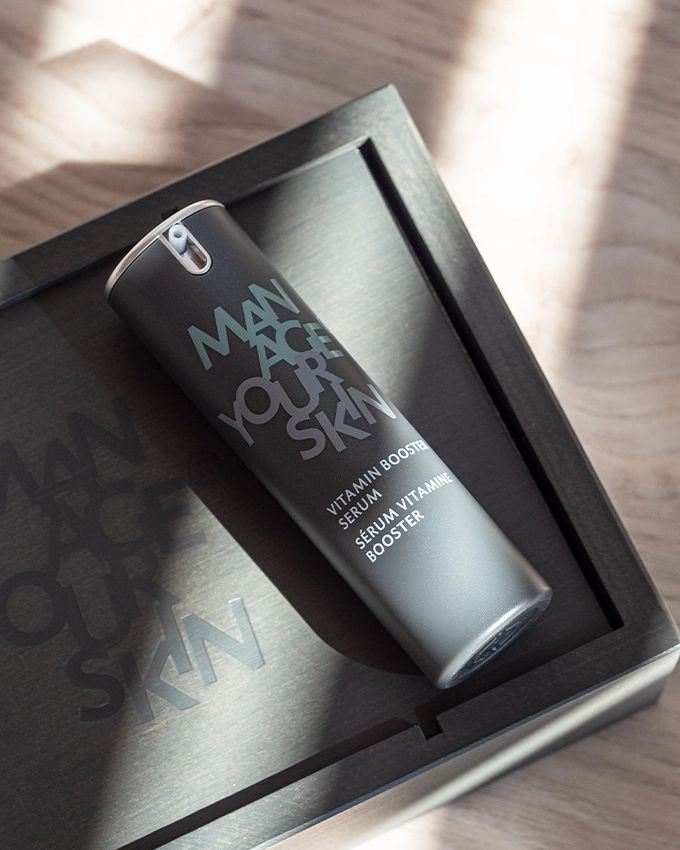 MAN
AGE
YOUR
SKIN
VITAMIN BOOSTER
SERUM
SÉRUM VITAMINE
BOOSTER
MAN
AGE
YOUR
SKIN
®